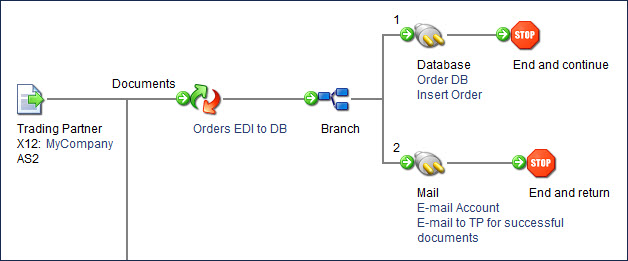 Documents
Trading Partner
X12: MyCompany
AS2
Orders EDI to DB
Branch
1
STOP
Database
Order DB
Insert Order
End and continue
2
STOP
Mail
E-mail Account
E-mail to TP for successful
documents
End and return